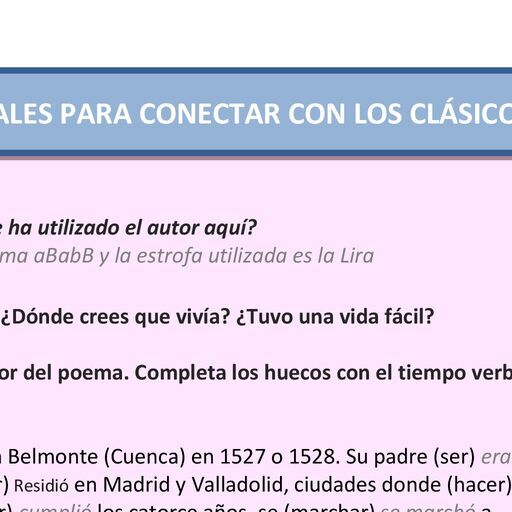 ALES PARA CONECTAR CON LOS CLÁSICO
e ha utilizado el autor aquí?
ma aBabB y la estrofa utilizada es la Lira
¿Dónde crees que vivía? ¿Tuvo una vida fácil?
or del poema. Completa los huecos con el tiempo verb
Belmonte (Cuenca) en 1527 o 1528. Su padre (ser) era
r) Residió en Madrid y Valladolid, ciudades donde (hacer)
r) cumplió los catorce años, se (marchar) se marchó a